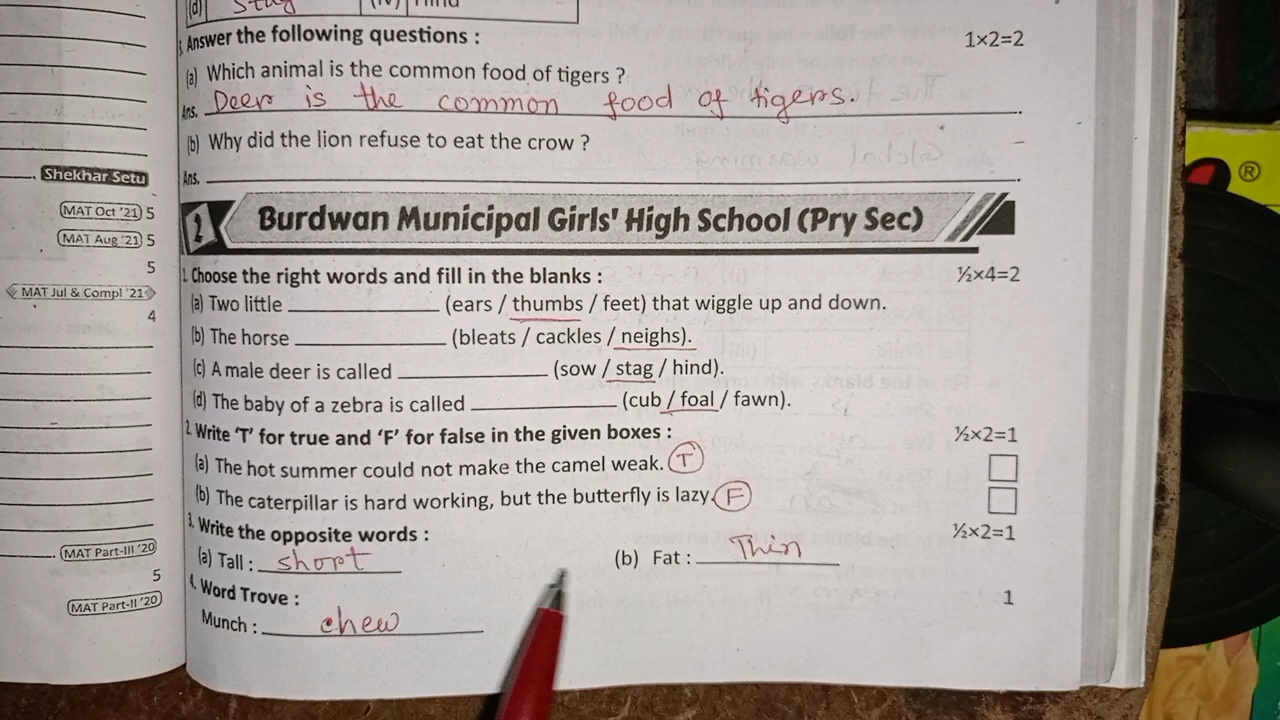 (d) Stag (iv) Hind
3. Answer the following questions : 1×2=2
(a) Which animal is the common food of tigers ?
Ans. Deer is the common food of tigers.
(b) Why did the lion refuse to eat the crow ?
Ans.
Shekhar Setu
MAT Oct '21 5
MAT Aug '21 5
5
MAT Jul & Compl '21
4
MAT Part-III '20
5
MAT Part-II '20
2 Burdwan Municipal Girls' High School (Pry Sec)
1. Choose the right words and fill in the blanks : ½×4=2
(a) Two little (ears / thumbs / feet) that wiggle up and down.
(b) The horse (bleats / cackles / neighs).
(c) A male deer is called (sow / stag / hind).
(d) The baby of a zebra is called (cub / foal / fawn).
2. Write 'T' for true and 'F' for false in the given boxes : ½×2=1
(a) The hot summer could not make the camel weak. T
(b) The caterpillar is hard working, but the butterfly is lazy. F
3. Write the opposite words : ½×2=1
(a) Tall : short (b) Fat : Thin
4. Word Trove : 1
Munch : chew
®